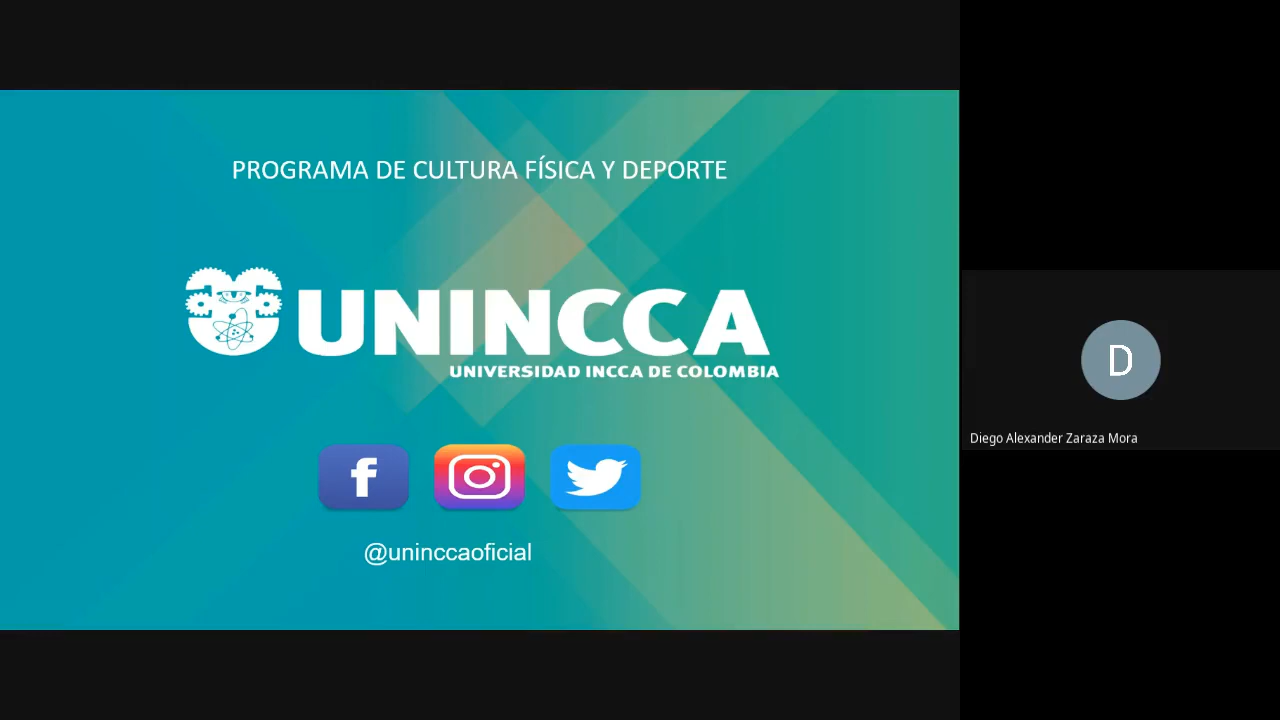 PROGRAMA DE CULTURA FÍSICA Y DEPORTE
UNINCCA
UNIVERSIDAD INCCA DE COLOMBIA
f
@uninccaoficial
D
Diego Alexander Zaraza Mora